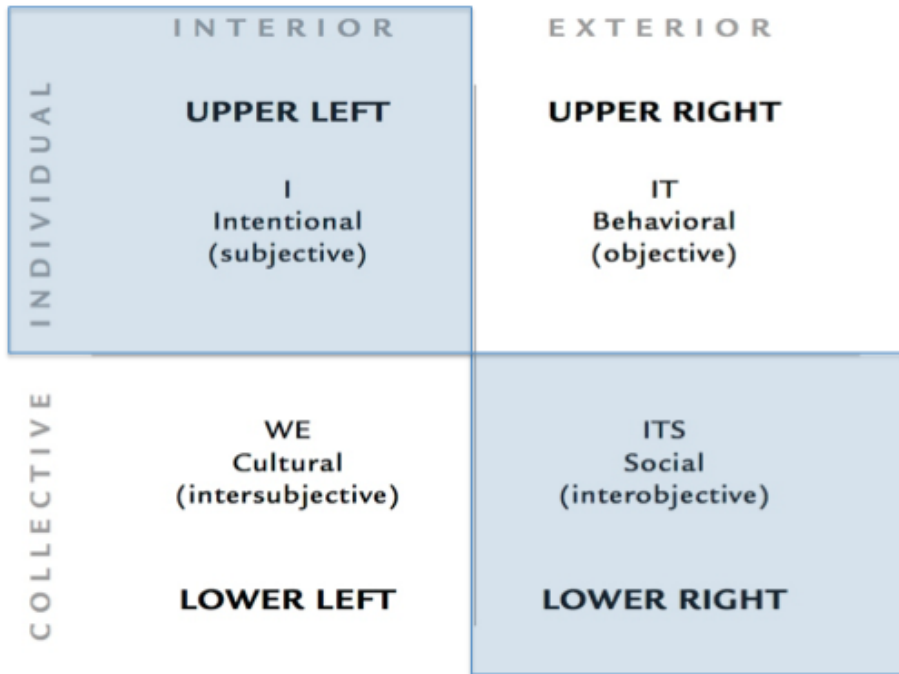 INTERIOR
EXTERIOR
INDIVIDUAL
UPPER LEFT
I
Intentional
(subjective)
UPPER RIGHT
IT
Behavioral
(objective)
COLLECTIVE
WE
Cultural
(intersubjective)
LOWER LEFT
ITS
Social
(interobjective)
LOWER RIGHT